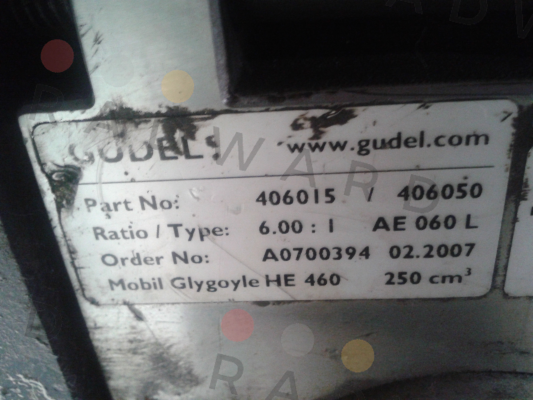 GUDEL www.gudel.com
Part No: 406015 / 406050
Ratio / Type: 6.00 : 1 AE 060 L
Order No: A0700394 02.2007
Mobil Glygoyle HE 460 250 cm³